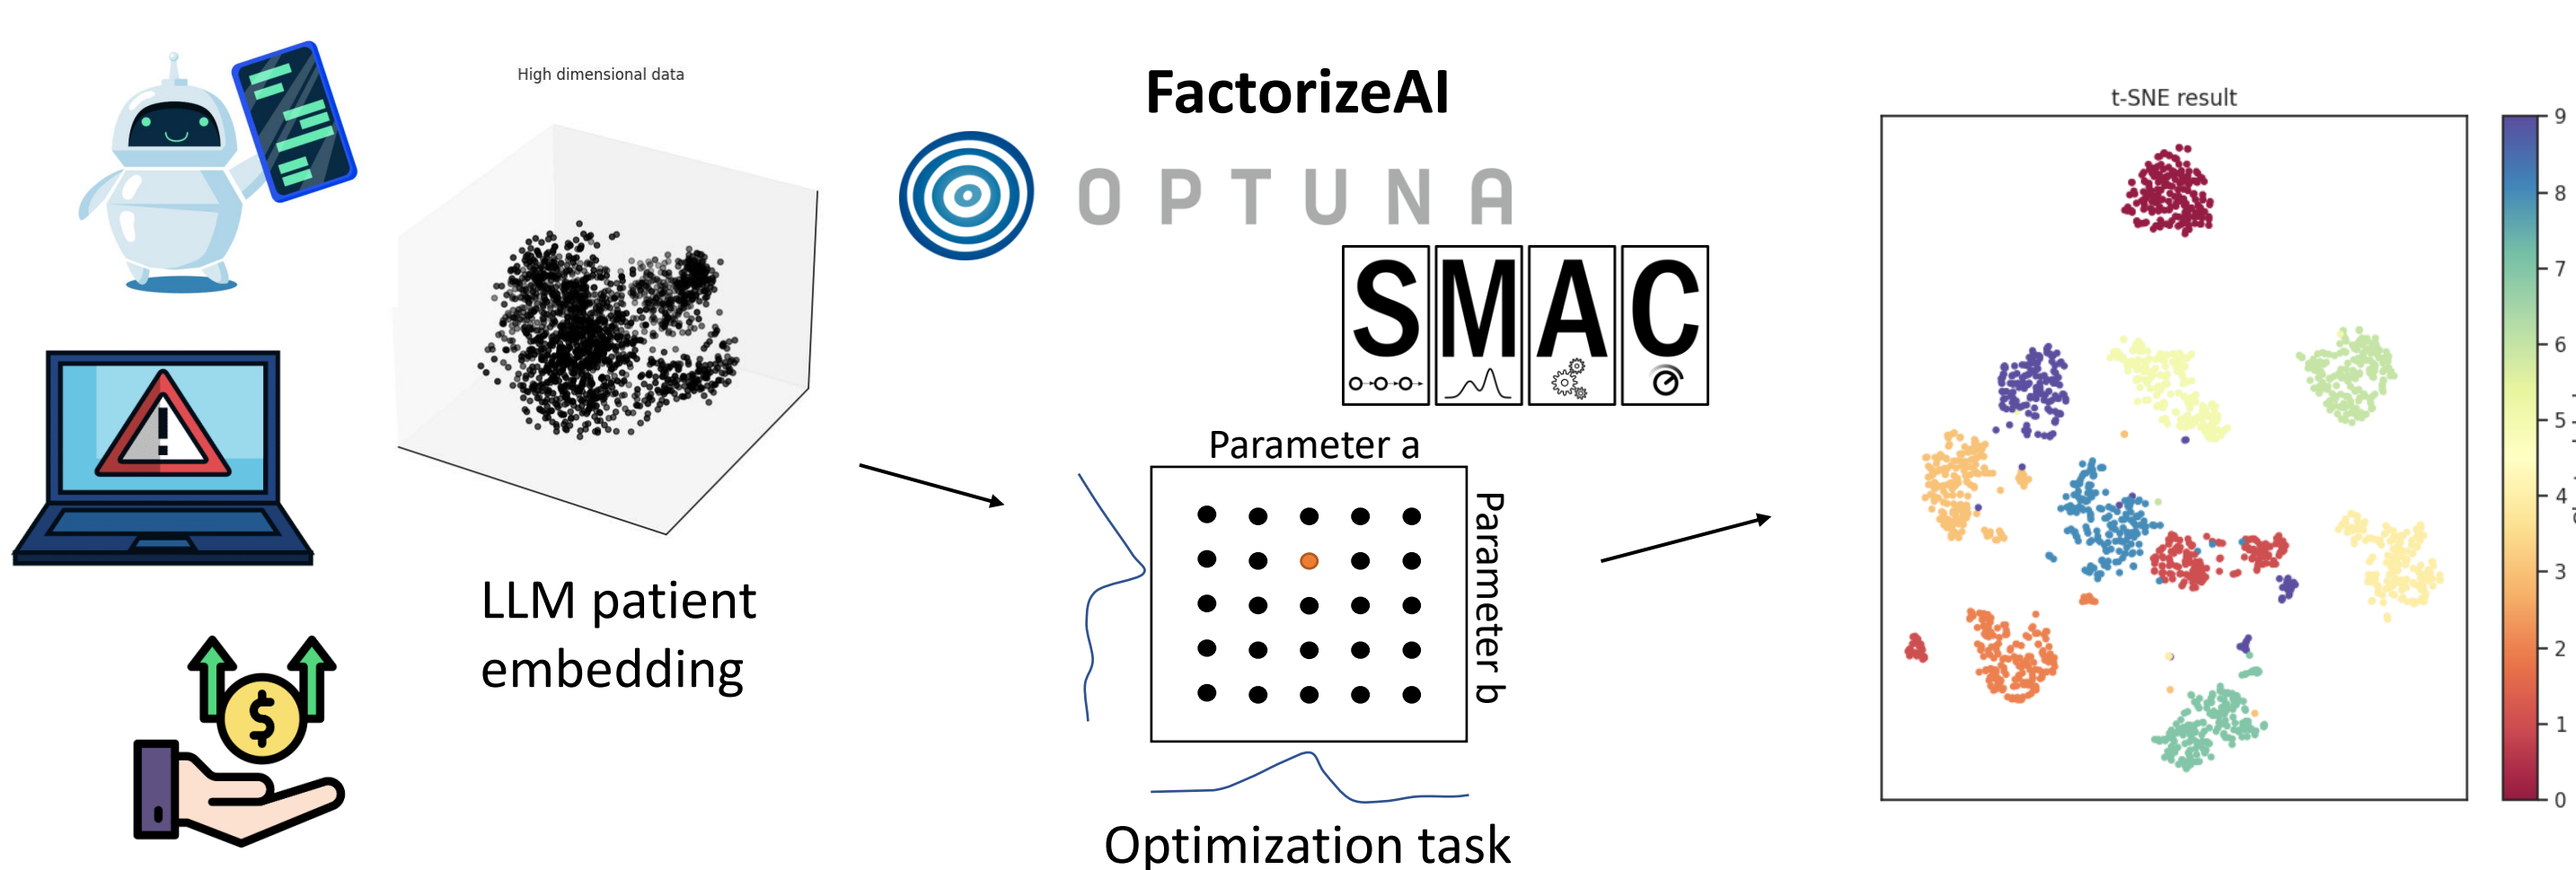 High dimensional data
LLM patient
embedding
FactorizeAI
OPTUNA
SMAC
Parameter a
Parameter b
Optimization task
t-SNE result
9
8
7
6
5
4
3
2
1
0
!
$